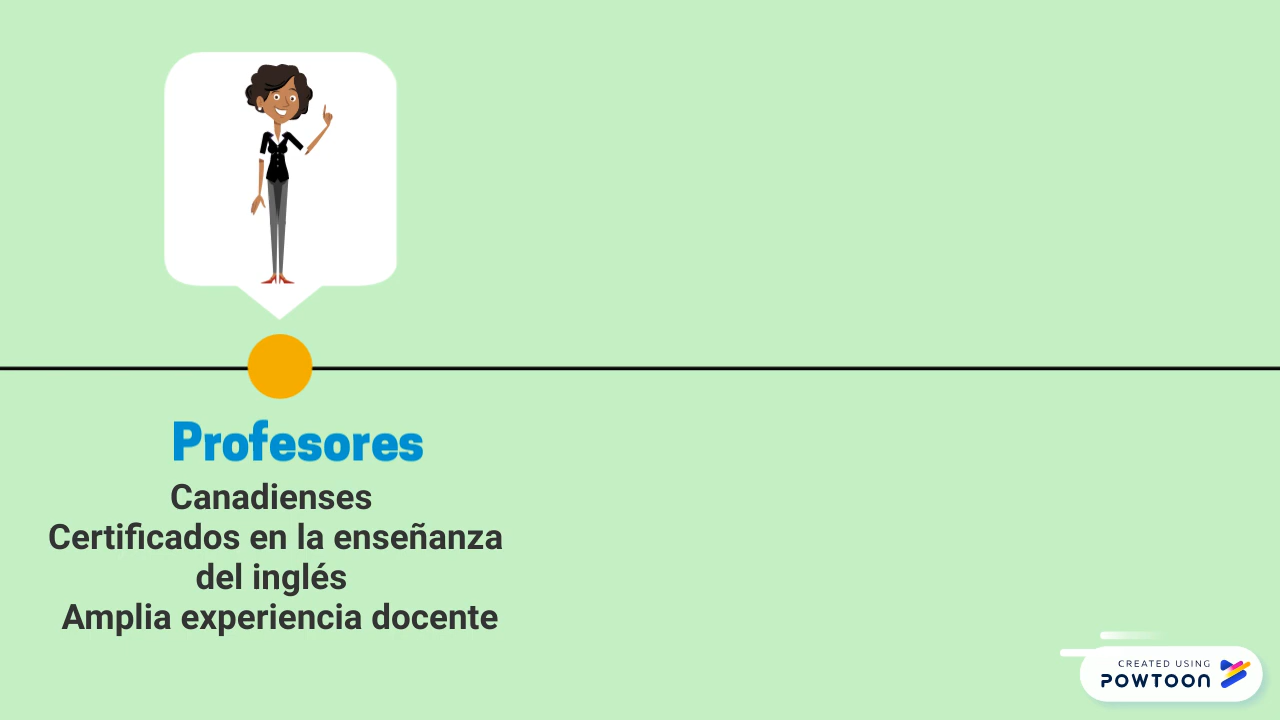 Profesores
Canadienses
Certificados en la enseñanza
del inglés
Amplia experiencia docente
CREATED USING
POWTOON